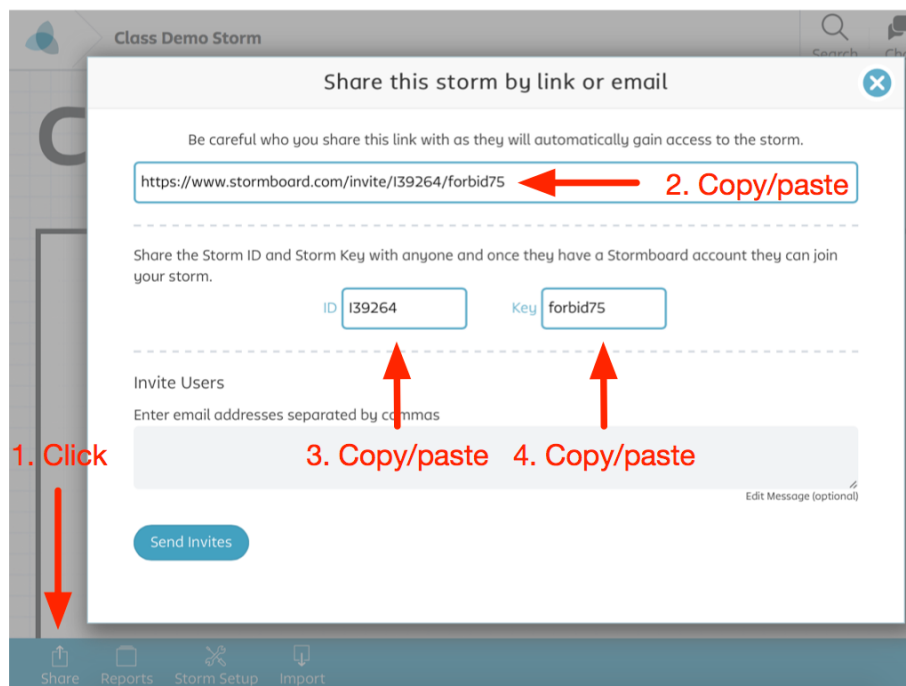 Class Demo Storm
Search
Share this storm by link or email
Be careful who you share this link with as they will automatically gain access to the storm.
https://www.stormboard.com/invite/I39264/forbid75
2. Copy/paste
Share the Storm ID and Storm Key with anyone and once they have a Stormboard account they can join
your storm.
ID I39264 Key forbid75
Invite Users
Enter email addresses separated by commas
1. Click
3. Copy/paste 4. Copy/paste
Edit Message (optional)
Send Invites
Share Reports Storm Setup Import